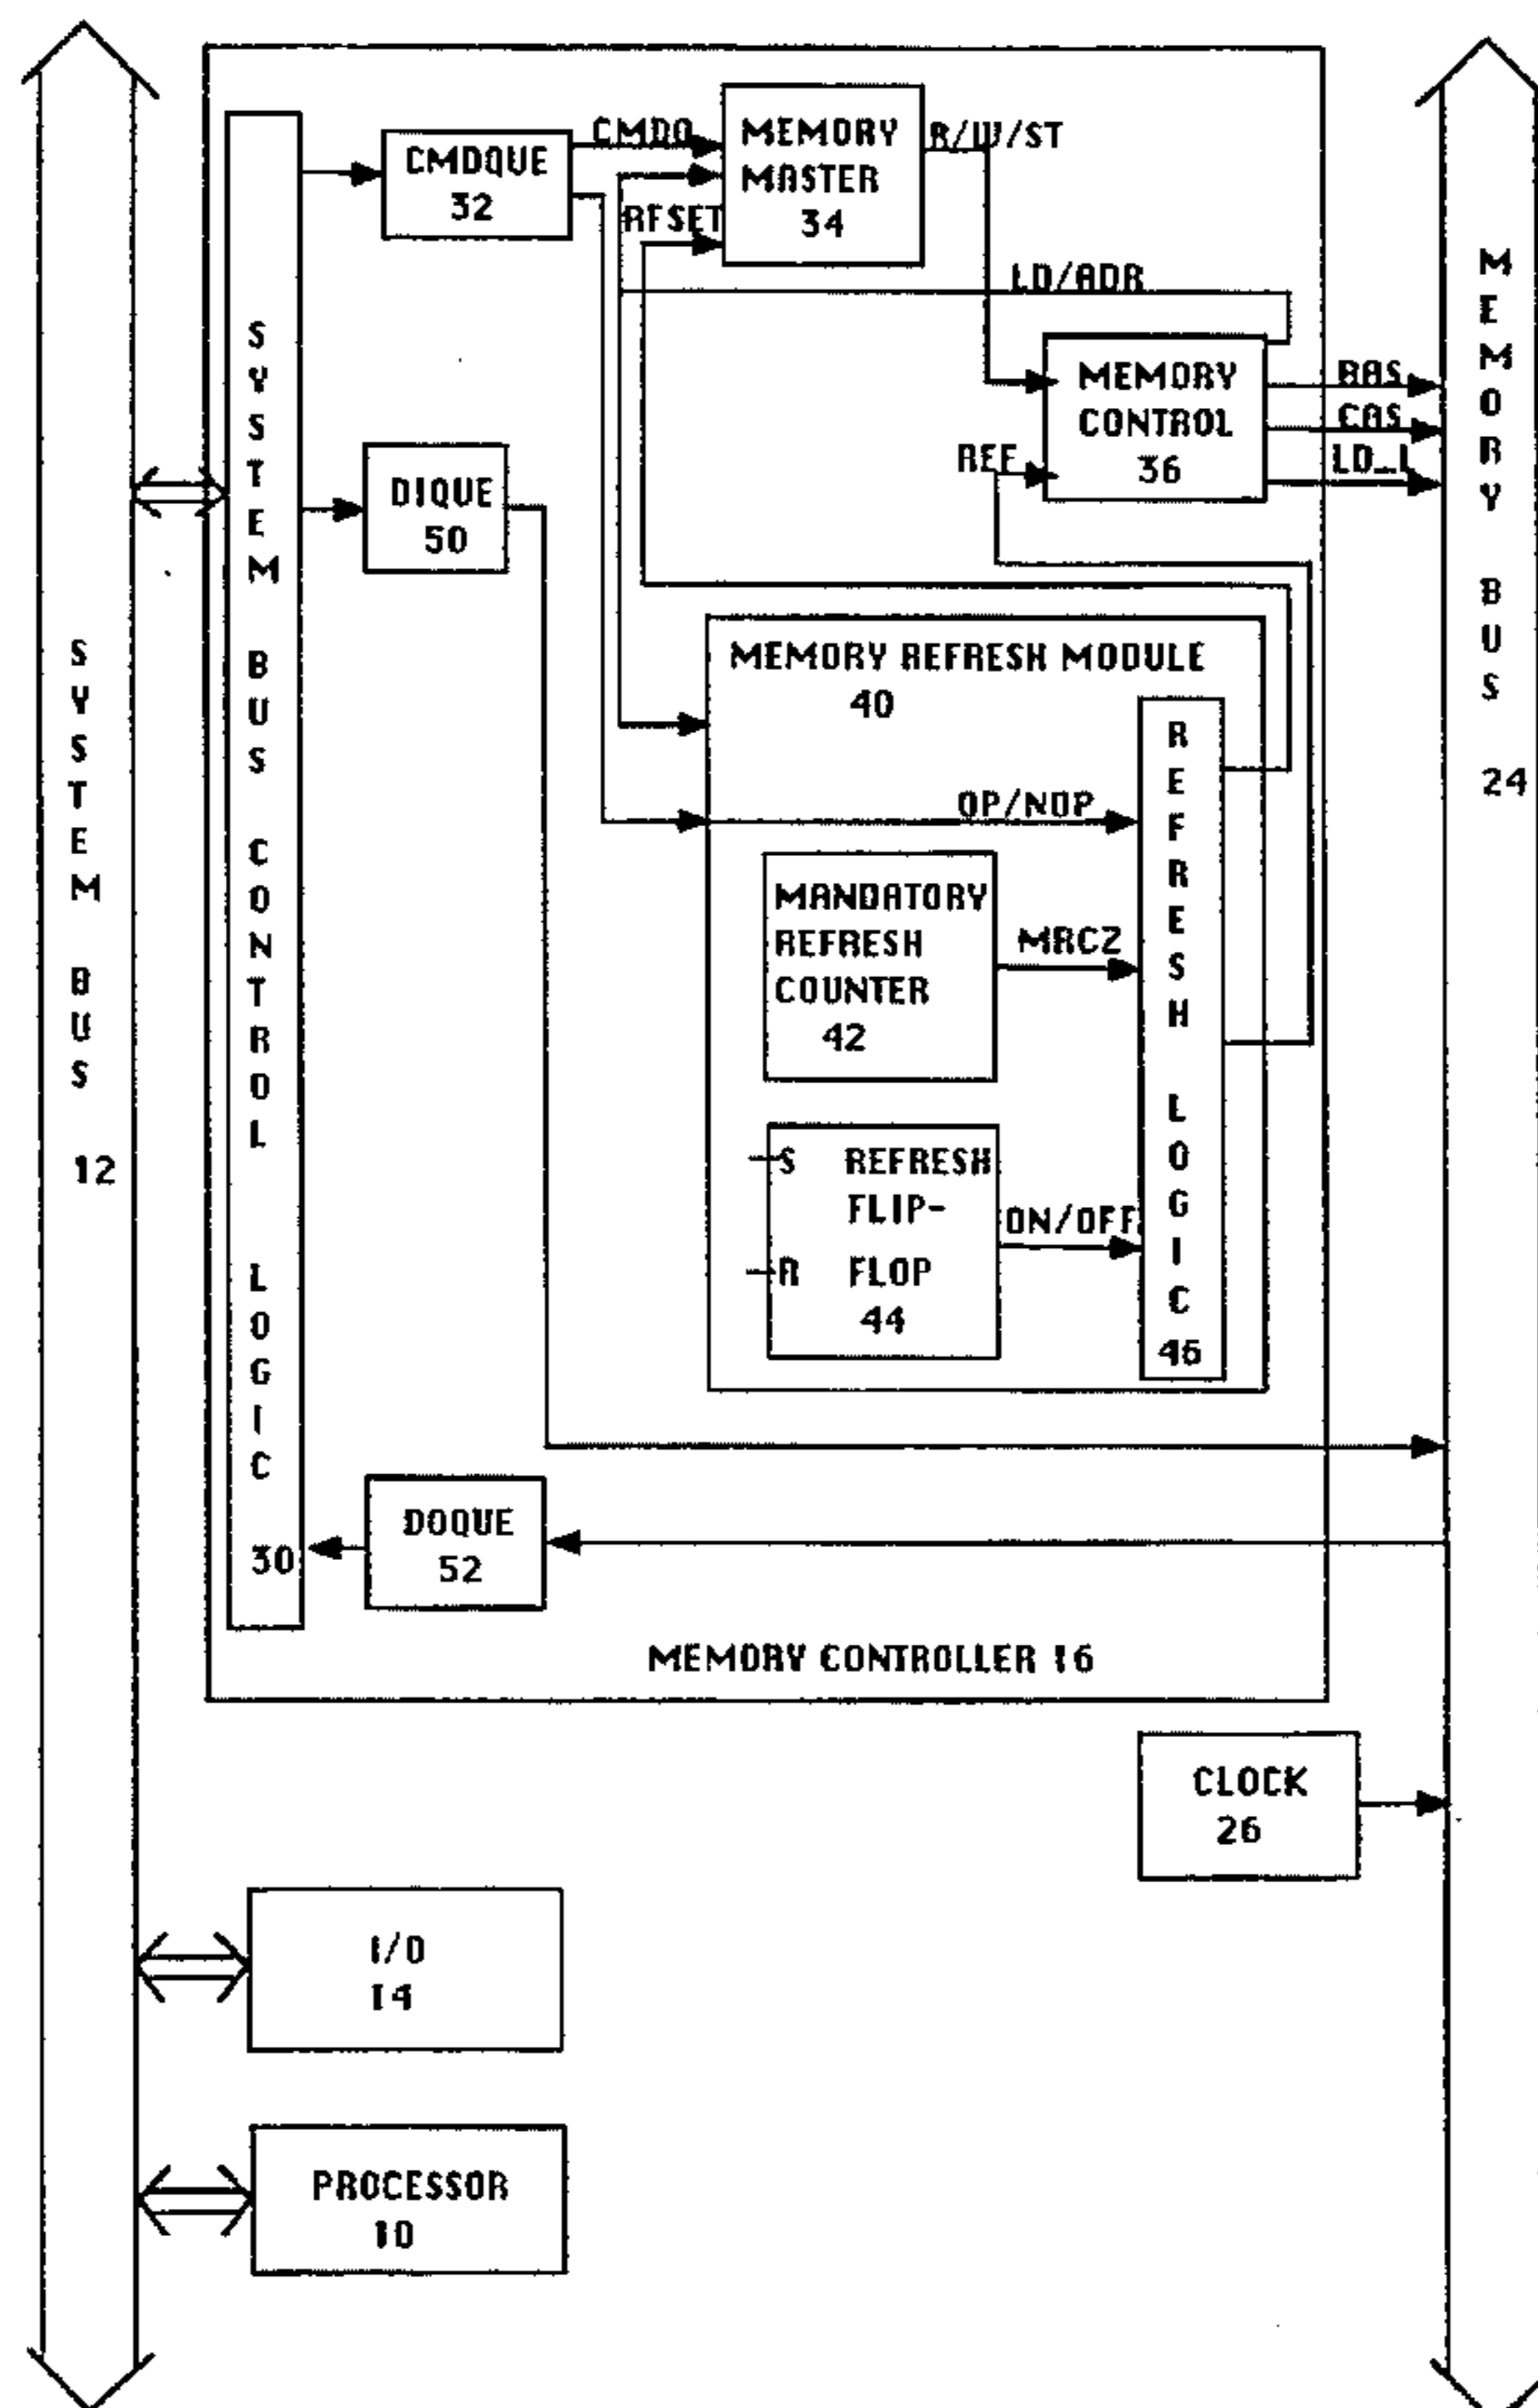 SYSTEM BUS
12
SYSTEM BUS CONTROL LOGIC
30
CMDQUE
32
CMDQ
MEMORY
MASTER
34
R/W/ST
RFSET
LD/ADR
MEMORY
CONTROL
36
REF
RAS
CAS
LD_L
MEMORY BUS
24
DIQUE
50
MEMORY REFRESH MODULE
40
OP/NOP
MANDATORY
REFRESH
COUNTER
42
MRCZ
S REFRESH
FLIP-
R FLOP
44
ON/OFF
REFRESH LOGIC
46
DOQUE
52
MEMORY CONTROLLER 16
CLOCK
26
I/O
14
PROCESSOR
10